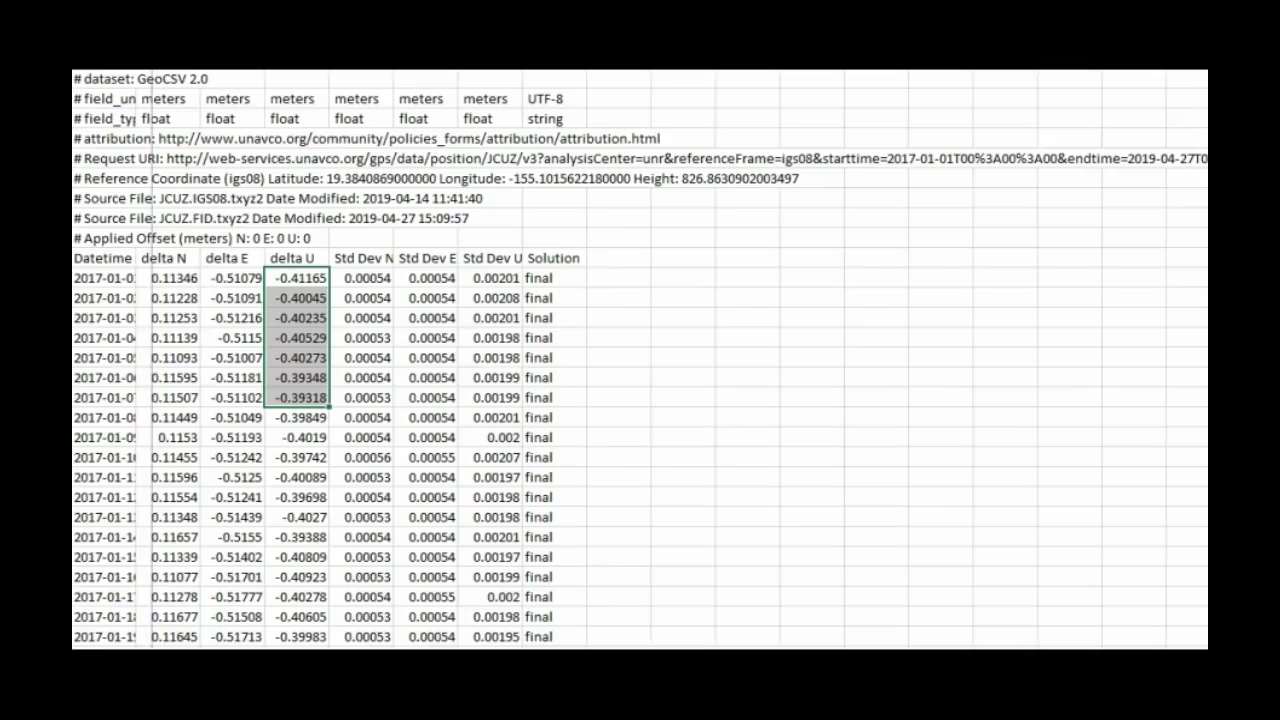 # dataset: GeoCSV 2.0
# field_un meters meters meters meters meters meters UTF-8
# field_ty float float float float float float string
# attribution: http://www.unavco.org/community/policies_forms/attribution/attribution.html
# Request URI: http://web-services.unavco.org/gps/data/position/JCUZ/v3?analysisCenter=unr&referenceFrame=igs08&starttime=2017-01-01T00%3A00%3A00&endtime=2019-04-27T0
# Reference Coordinate (igs08) Latitude: 19.3840869000000 Longitude: -155.1015622180000 Height: 826.8630902003497
# Source File: JCUZ.IGS08.txyz2 Date Modified: 2019-04-14 11:41:40
# Source File: JCUZ.FID.txyz2 Date Modified: 2019-04-27 15:09:57
# Applied Offset (meters) N: 0 E: 0 U: 0
Datetime delta N delta E delta U Std Dev N Std Dev E Std Dev U Solution
2017-01-01 0.11346 -0.51079 -0.41165 0.00054 0.00054 0.00201 final
2017-01-02 0.11228 -0.51091 -0.40045 0.00054 0.00054 0.00208 final
2017-01-03 0.11253 -0.51216 -0.40235 0.00054 0.00054 0.00201 final
2017-01-04 0.11139 -0.5115 -0.40529 0.00053 0.00054 0.00198 final
2017-01-05 0.11093 -0.51007 -0.40273 0.00054 0.00054 0.00198 final
2017-01-06 0.11595 -0.51181 -0.39348 0.00054 0.00054 0.00199 final
2017-01-07 0.11507 -0.51102 -0.39318 0.00053 0.00054 0.00199 final
2017-01-08 0.11449 -0.51049 -0.39849 0.00054 0.00054 0.00201 final
2017-01-09 0.1153 -0.51193 -0.4019 0.00054 0.00054 0.002 final
2017-01-10 0.11455 -0.51242 -0.39742 0.00056 0.00055 0.00207 final
2017-01-11 0.11596 -0.5125 -0.40089 0.00053 0.00054 0.00197 final
2017-01-12 0.11554 -0.51241 -0.39698 0.00054 0.00054 0.00198 final
2017-01-13 0.11348 -0.51439 -0.4027 0.00053 0.00054 0.00198 final
2017-01-14 0.11657 -0.5155 -0.39388 0.00054 0.00054 0.00201 final
2017-01-15 0.11339 -0.51402 -0.40809 0.00053 0.00054 0.00197 final
2017-01-16 0.11077 -0.51701 -0.40923 0.00053 0.00054 0.00199 final
2017-01-17 0.11278 -0.51777 -0.40278 0.00054 0.00055 0.002 final
2017-01-18 0.11677 -0.51508 -0.40605 0.00053 0.00054 0.00198 final
2017-01-19 0.11645 -0.51713 -0.39983 0.00053 0.00054 0.00195 final